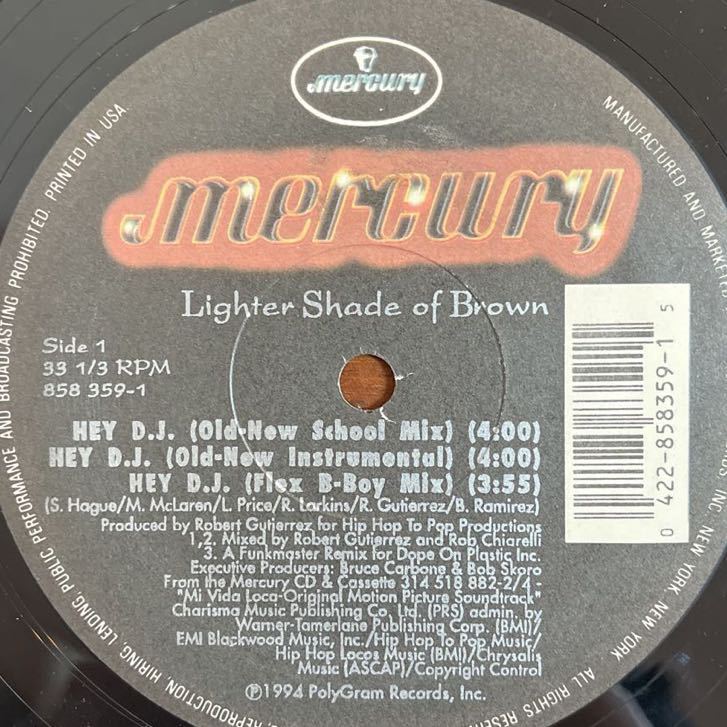 mercury
mercury
Lighter Shade of Brown
Side 1
33 1/3 RPM
858 359-1
HEY D.J. (Old-New School Mix) (4:00)
HEY D.J. (Old-New Instrumental) (4:00)
HEY D.J. (Flex B-Boy Mix) (3:55)
(S. Hague/M. McLaren/L. Price/R. Larkins/R. Gutierrez/B. Ramirez)
Produced by Robert Gutierrez for Hip Hop To Pop Productions
1,2. Mixed by Robert Gutierrez and Rob Chiarelli
3. A Funkmaster Remix for Dope On Plastic Inc.
Executive Producers: Bruce Carbone & Bob Skoro
From the Mercury CD & Cassette 314 518 882-2/4 -
"Mi Vida Loca-Original Motion Picture Soundtrack"
Charisma Music Publishing Co. Ltd. (PRS) admin. by
Warner-Tamerlane Publishing Corp. (BMI)/
EMI Blackwood Music, Inc./Hip Hop To Pop Music/
Hip Hop Locos Music (BMI)/Chrysalis
Music (ASCAP)/Copyright Control
℗1994 PolyGram Records, Inc.
0 422-858359-1 5
MANUFACTURED AND MARKETED
INC. NEW YORK, NEW YORK. ALL RIGHTS
REPRODUCTION HIRING, LENDING, PUBLIC PERFORMANCE AND BROADCASTING PROHIBITED. PRINTED IN USA.